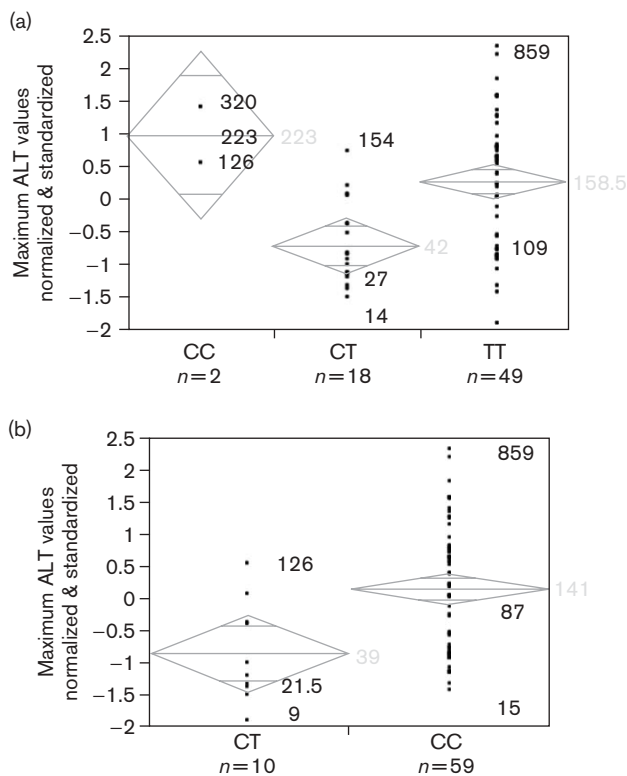 (a)
Maximum ALT values
normalized & standardized
2.5
2
1.5
1
0.5
0
−0.5
−1
−1.5
−2
320
223
126
223
154
27
14
42
859
109
158.5
CC
n=2
CT
n=18
TT
n=49
(b)
Maximum ALT values
normalized & standardized
2.5
2
1.5
1
0.5
0
−0.5
−1
−1.5
−2
126
21.5
9
39
859
87
15
141
CT
n=10
CC
n=59